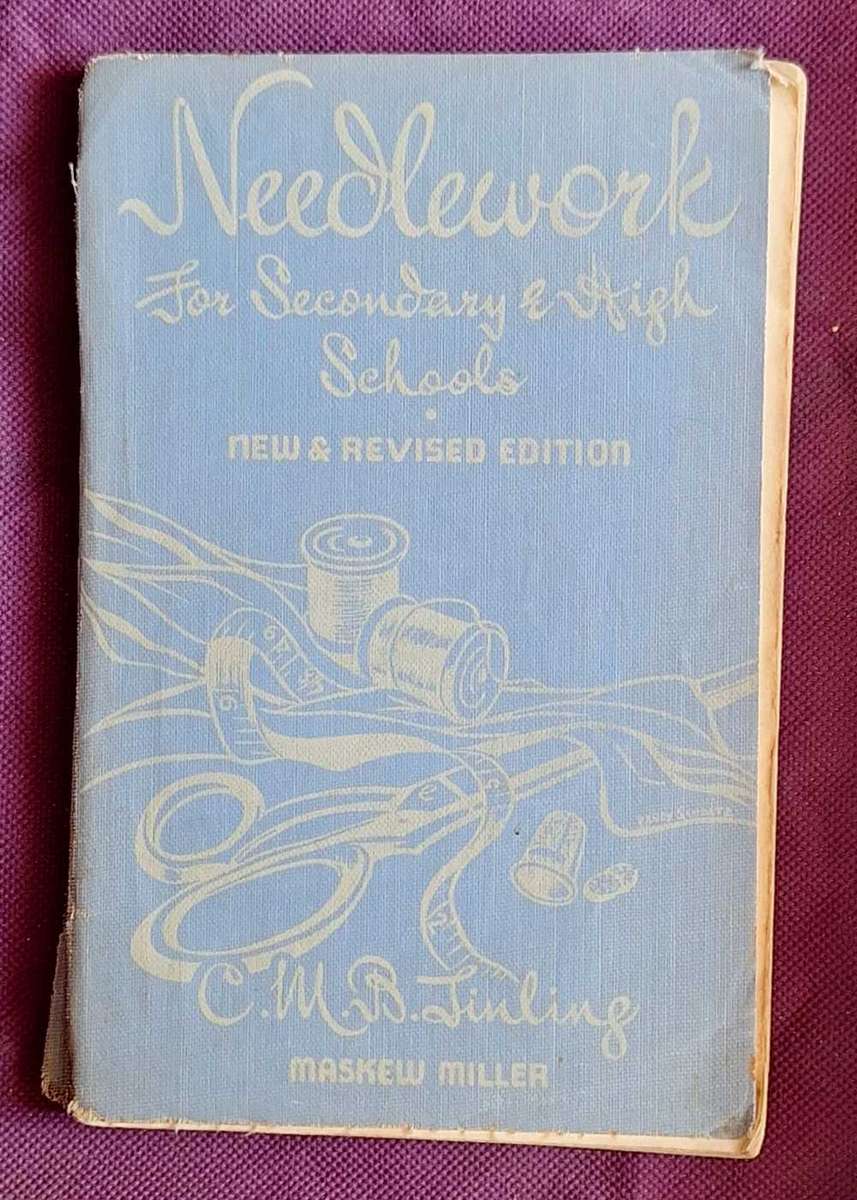 Needlework
For Secondary & High
Schools
NEW & REVISED EDITION
C.M.B. Tinling
MASKEW MILLER